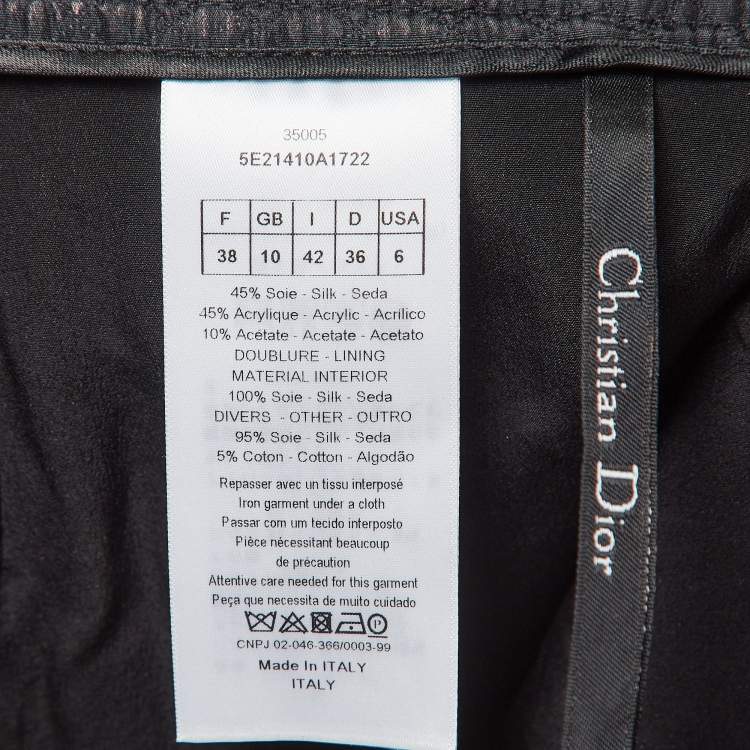 35005
5E21410A1722
F GB I D USA
38 10 42 36 6
45% Soie - Silk - Seda
45% Acrylique - Acrylic - Acrílico
10% Acétate - Acetate - Acetato
DOUBLURE - LINING
MATERIAL INTERIOR
100% Soie - Silk - Seda
DIVERS - OTHER - OUTRO
95% Soie - Silk - Seda
5% Coton - Cotton - Algodão
Repasser avec un tissu interposé
Iron garment under a cloth
Passar com um tecido interposto
Pièce nécessitant beaucoup
de précaution
Attentive care needed for this garment
Peça que necessita de muito cuidado
P
CNPJ 02-046-366/0003-99
Made In ITALY
ITALY
Christian Dior